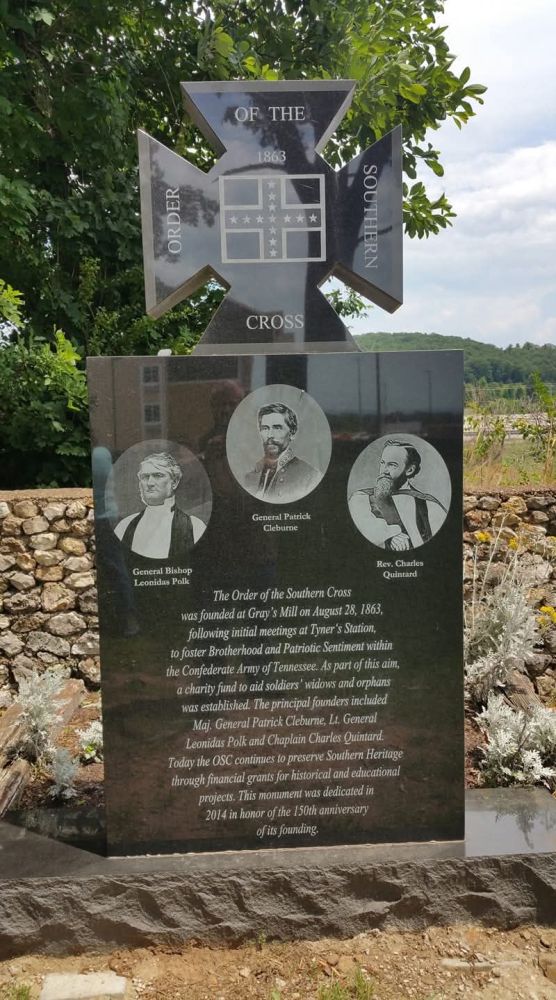 OF THE
1863
ORDER
SOUTHERN
CROSS
General Patrick
Cleburne
General Bishop
Leonidas Polk
Rev. Charles
Quintard
The Order of the Southern Cross
was founded at Gray's Mill on August 28, 1863,
following initial meetings at Tyner's Station,
to foster Brotherhood and Patriotic Sentiment within
the Confederate Army of Tennessee. As part of this aim,
a charity fund to aid soldiers' widows and orphans
was established. The principal founders included
Maj. General Patrick Cleburne, Lt. General
Leonidas Polk and Chaplain Charles Quintard.
Today the OSC continues to preserve Southern Heritage
through financial grants for historical and educational
projects. This monument was dedicated in
2014 in honor of the 150th anniversary
of its founding.